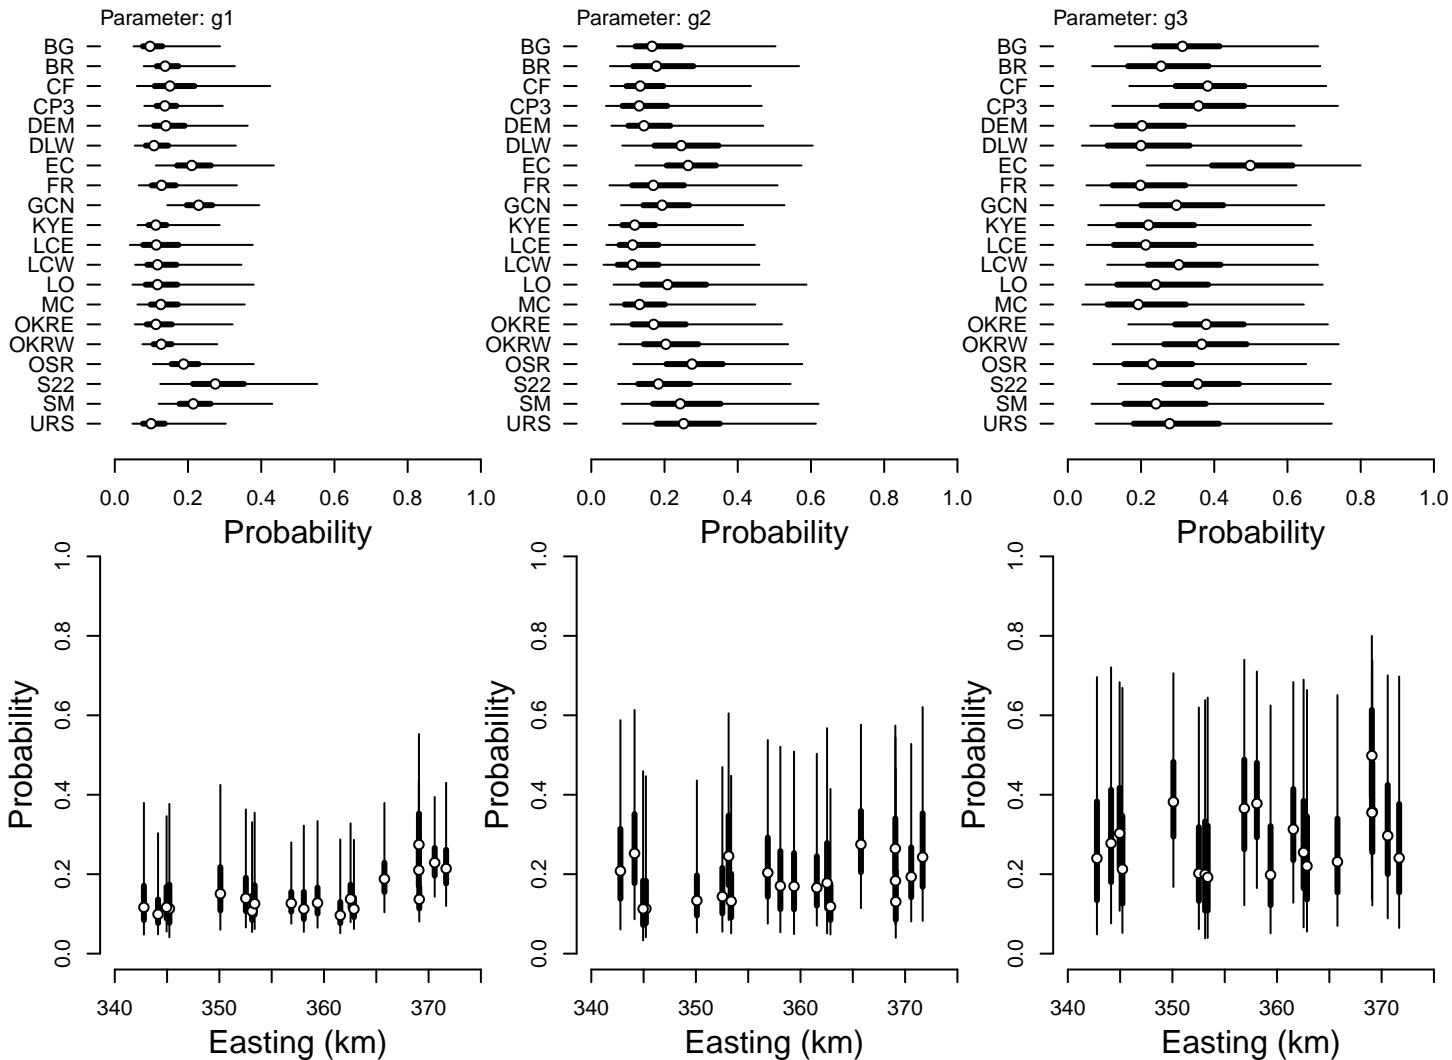 Parameter: g1
BG
BR
CF
CP3
DEM
DLW
EC
FR
GCN
KYE
LCE
LCW
LO
MC
OKRE
OKRW
OSR
S22
SM
URS
0.0 0.2 0.4 0.6 0.8 1.0
Probability
Parameter: g2
BG
BR
CF
CP3
DEM
DLW
EC
FR
GCN
KYE
LCE
LCW
LO
MC
OKRE
OKRW
OSR
S22
SM
URS
0.0 0.2 0.4 0.6 0.8 1.0
Probability
Parameter: g3
BG
BR
CF
CP3
DEM
DLW
EC
FR
GCN
KYE
LCE
LCW
LO
MC
OKRE
OKRW
OSR
S22
SM
URS
0.0 0.2 0.4 0.6 0.8 1.0
Probability
Probability
0.0 0.2 0.4 0.6 0.8 1.0
340 350 360 370
Easting (km)
Probability
0.0 0.2 0.4 0.6 0.8 1.0
340 350 360 370
Easting (km)
Probability
0.0 0.2 0.4 0.6 0.8 1.0
340 350 360 370
Easting (km)